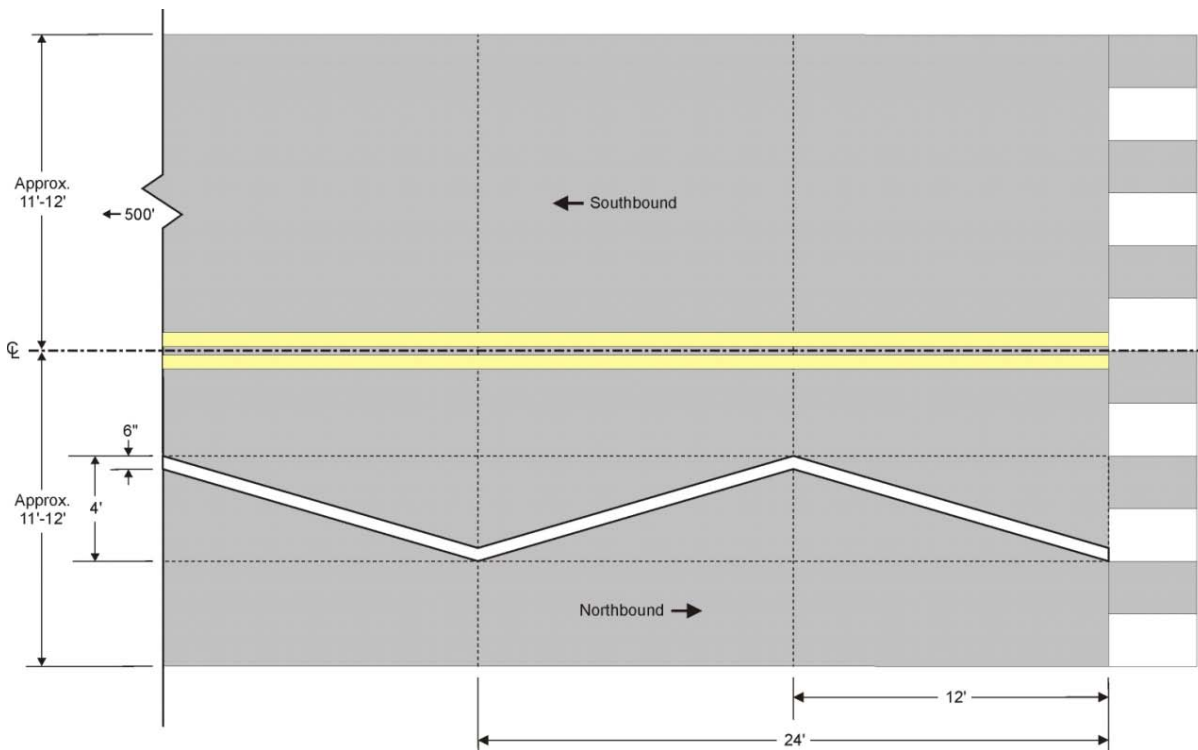 Approx.
11'-12'
500'
Southbound
℄
6"
Approx.
11'-12'
4'
Northbound
12'
24'